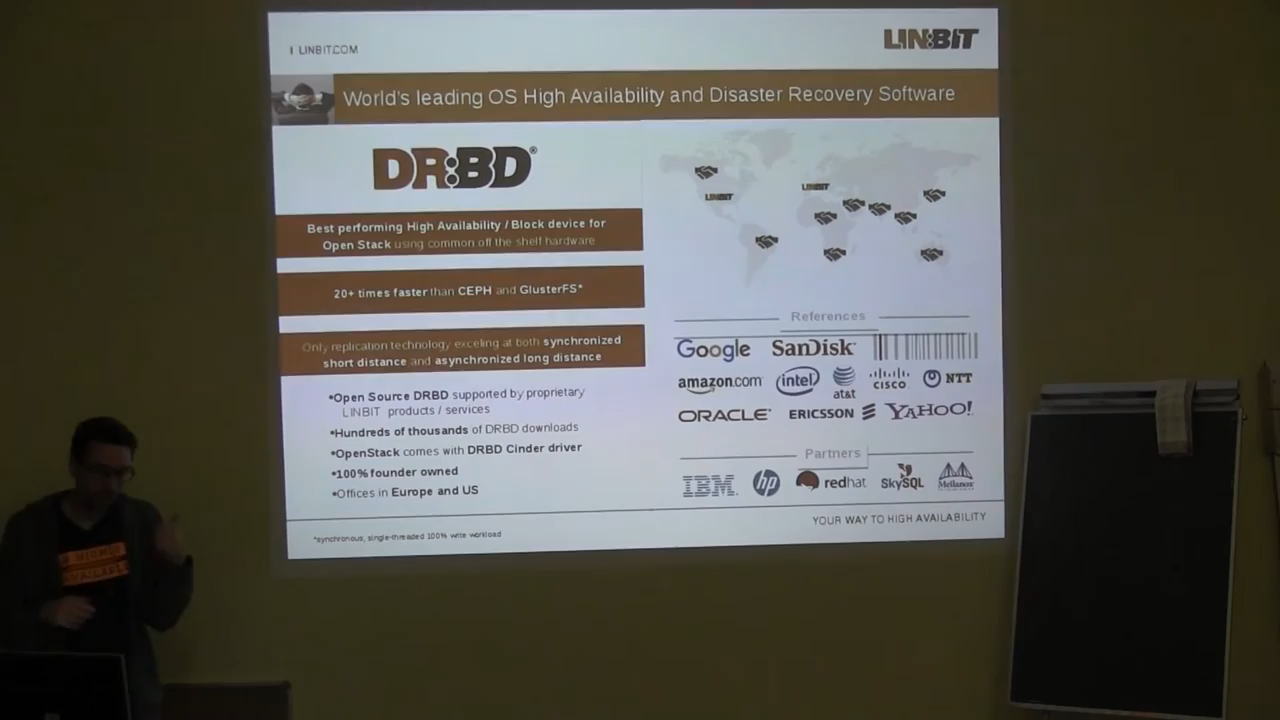 LINBIT.COM
LIN:BIT
World's leading OS High Availability and Disaster Recovery Software
DR:BD®
Best performing High Availability / Block device for
Open Stack using common off the shelf hardware
20+ times faster than CEPH and GlusterFS*
Only replication technology exceling at both synchronized
short distance and asynchronized long distance
•Open Source DRBD supported by proprietary
LINBIT products / services
•Hundreds of thousands of DRBD downloads
•OpenStack comes with DRBD Cinder driver
•100% founder owned
•Offices in Europe and US
LINBIT
LINBIT
References
Google SanDisk
amazon.com intel at&t CISCO NTT
ORACLE ERICSSON YAHOO!
Partners
IBM hp redhat SkySQL Mellanox
*synchronous, single-threaded 100% write workload
YOUR WAY TO HIGH AVAILABILITY
AVAILABLE